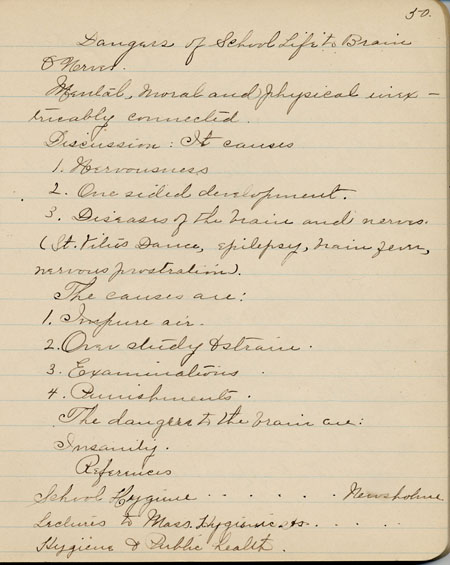 50.
Dangers of School Life to Brain
& Nerves.
Mental, moral and physical inex-
tricably connected.
Discussion: It causes
1. Nervousness
2. One sided development.
3. Diseases of the brain and nerves.
(St. Vitus Dance, epilepsy, brain fever,
nervous prostration).
The causes are:
1. Impure air.
2. Over study & strain.
3. Examinations
4. Punishments.
The dangers to the brain are:
Insanity.
References
School Hygiene . . . . . . Newsholme
Lectures to Mass. Hygienic . . . . .
Hygiene & Public health.